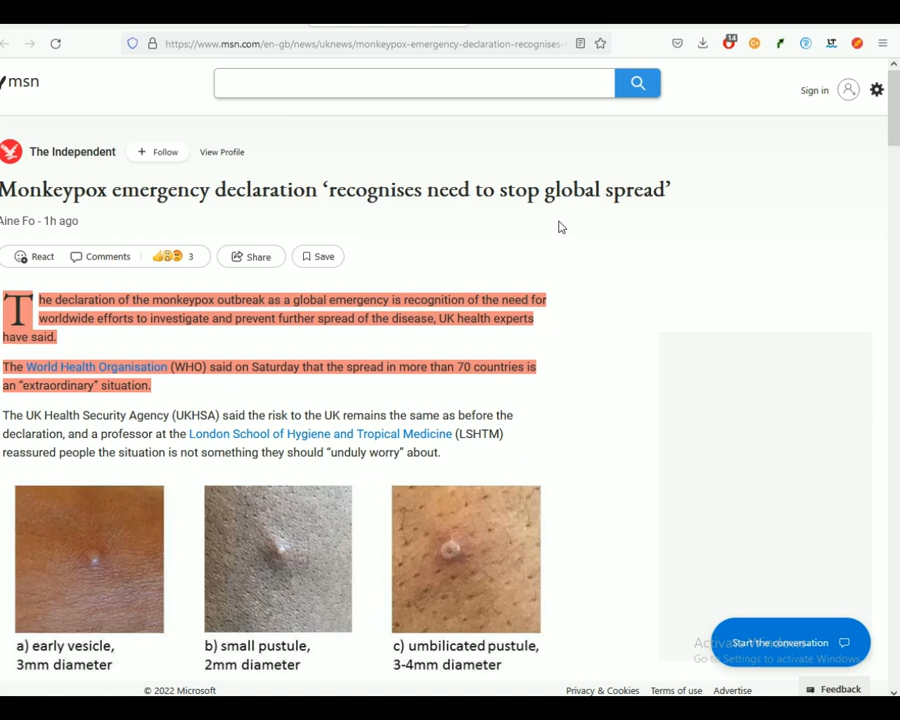 https://www.msn.com/en-gb/news/uknews/monkeypox-emergency-declaration-recognises-
14
LT
msn
Sign in
The Independent
+ Follow
View Profile
Monkeypox emergency declaration ‘recognises need to stop global spread’
Aine Fo - 1h ago
React
Comments
3
Share
Save
The declaration of the monkeypox outbreak as a global emergency is recognition of the need for
worldwide efforts to investigate and prevent further spread of the disease, UK health experts
have said.
The World Health Organisation (WHO) said on Saturday that the spread in more than 70 countries is
an “extraordinary” situation.
The UK Health Security Agency (UKHSA) said the risk to the UK remains the same as before the
declaration, and a professor at the London School of Hygiene and Tropical Medicine (LSHTM)
reassured people the situation is not something they should “unduly worry” about.
a) early vesicle,
3mm diameter
b) small pustule,
2mm diameter
c) umbilicated pustule,
3-4mm diameter
Activate Windows
Start the conversation
Go to Settings to activate Windows.
© 2022 Microsoft
Privacy & Cookies
Terms of use
Advertise
Feedback